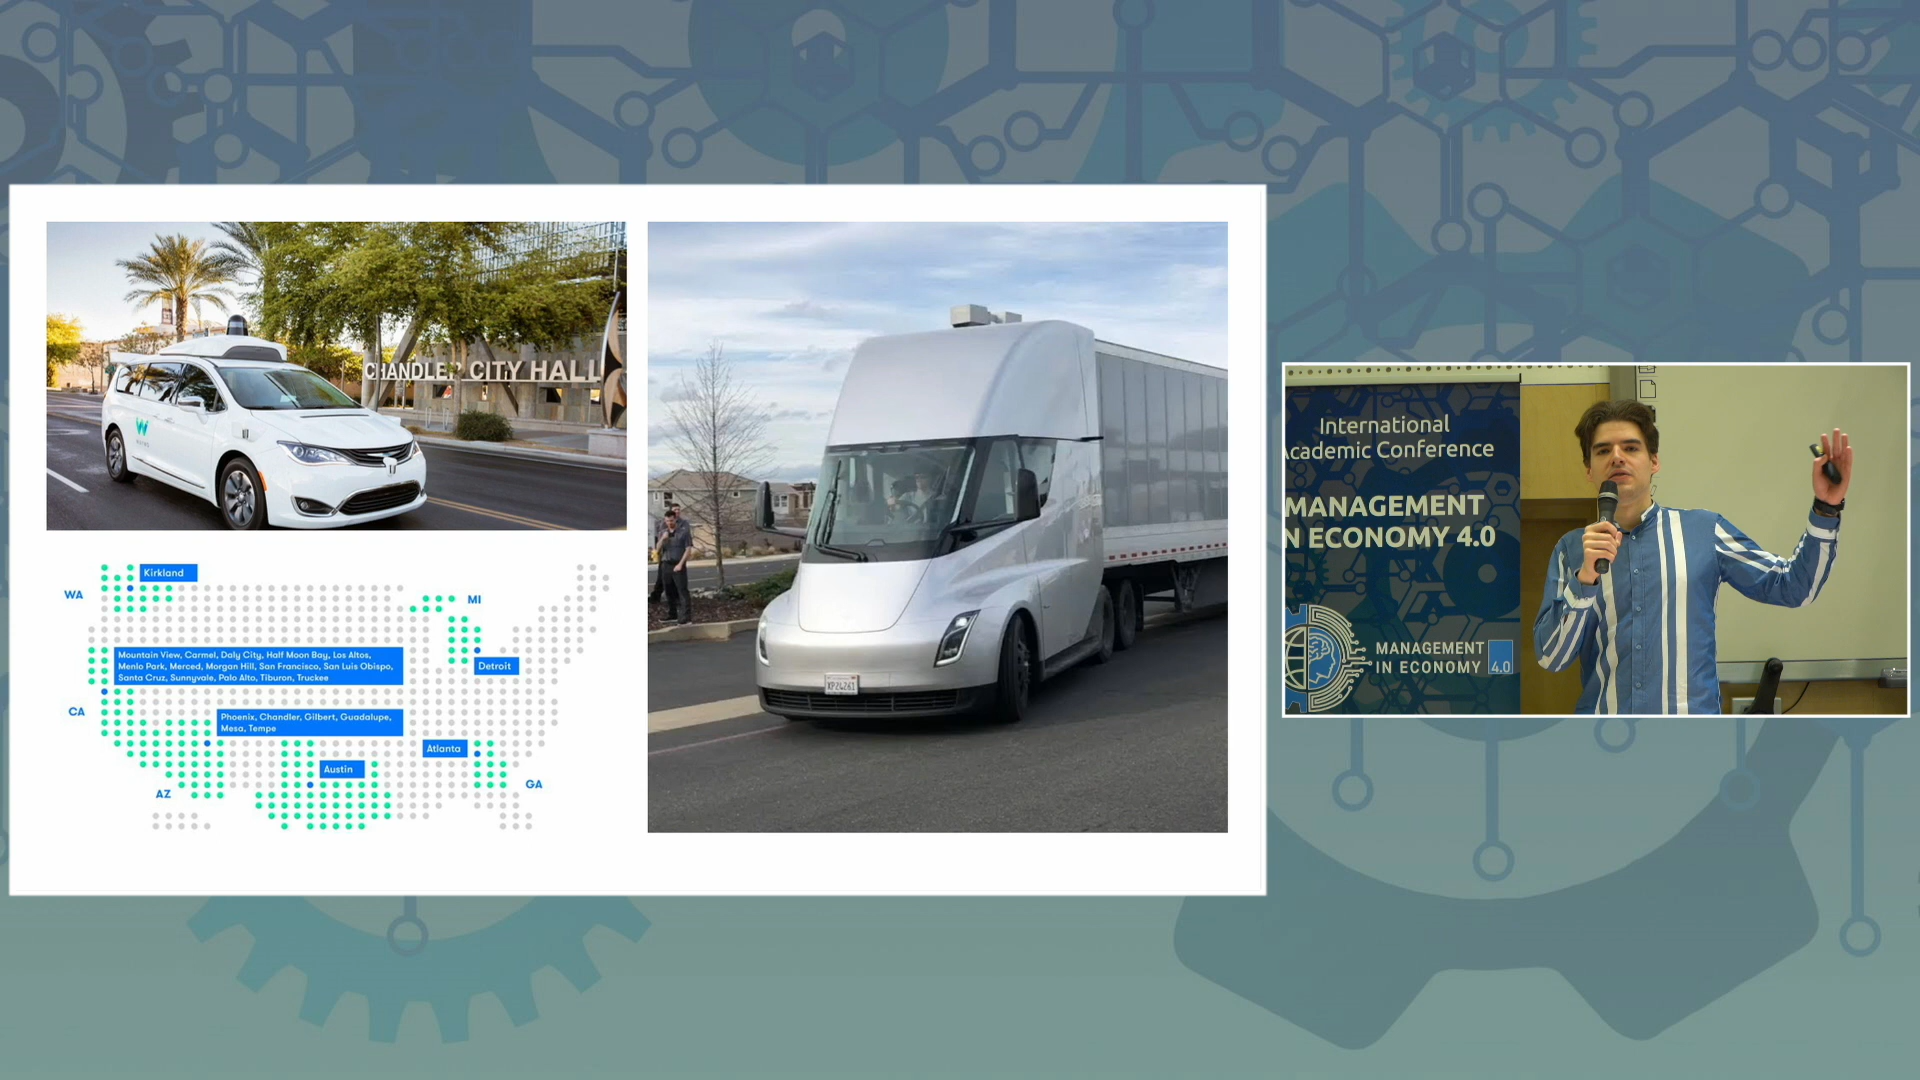 CHANDLER CITY HALL
WAYMO
XP24261
Kirkland
WA
MI
Mountain View, Carmel, Daly City, Half Moon Bay, Los Altos,
Menlo Park, Merced, Morgan Hill, San Francisco, San Luis Obispo,
Santa Cruz, Sunnyvale, Palo Alto, Tiburon, Truckee
Detroit
CA
Phoenix, Chandler, Gilbert, Guadalupe,
Mesa, Tempe
Atlanta
Austin
GA
AZ
International
Academic Conference
MANAGEMENT
IN ECONOMY 4.0
MANAGEMENT
IN ECONOMY 4.0